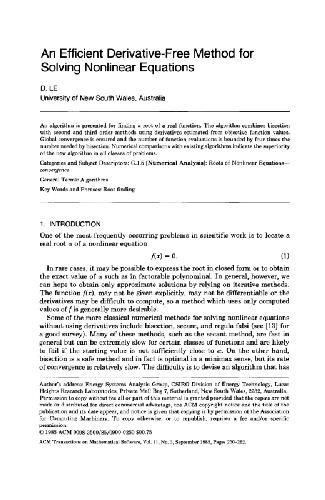 An Efficient Derivative-Free Method for
Solving Nonlinear Equations
D. LE
University of New South Wales, Australia
An algorithm is presented for finding a root of a real function. The algorithm combines bisection
with second and third order methods using derivatives estimated from objective function values.
Global convergence is ensured and the number of function evaluations is bounded by four times the
number needed by bisection. Numerical comparisons with existing algorithms indicate the superiority
of the new algorithm in all classes of problems.
Categories and Subject Descriptors: G.1.5 [Numerical Analysis]: Roots of Nonlinear Equations—
convergence
General Terms: Algorithms
Key Words and Phrases: Root finding
1. INTRODUCTION
One of the most frequently occurring problems in scientific work is to locate a
real root α of a nonlinear equation
f(x) = 0. (1)
In rare cases, it may be possible to express the root in closed form or to obtain
the exact value of α such as in factorable polynomial. In general, however, we
can hope to obtain only approximate solutions by relying on iterative methods.
The function f(x), may not be given explicitly, may not be differentiable or the
derivatives may be difficult to compute, so a method which uses only computed
values of f is generally more desirable.
Some of the more classical numerical methods for solving nonlinear equations
without using derivatives include bisection, secant, and regula falsi (see [13] for
a good survey). Many of these methods, such as the secant method, are fast in
general but can be extremely slow for certain classes of functions and are likely
to fail if the starting value is not sufficiently close to α. On the other hand,
bisection is a safe method and in fact is optimal in a minimax sense, but its rate
of convergence is relatively slow. The difficulty is to devise an algorithm that has
Author's address: Energy Systems Analysis Group, CSIRO Division of Energy Technology, Lucas
Heights Research Laboratories, Private Mail Bag 7, Sutherland, New South Wales, 2232, Australia.
Permission to copy without fee all or part of this material is granted provided that the copies are not
made or distributed for direct commercial advantage, the ACM copyright notice and the title of the
publication and its date appear, and notice is given that copying is by permission of the Association
for Computing Machinery. To copy otherwise, or to republish, requires a fee and/or specific
permission.
© 1985 ACM 0098-3500/85/0900-0250 $00.75
ACM Transactions on Mathematical Software, Vol. 11, No. 3, September 1985, Pages 250-262.